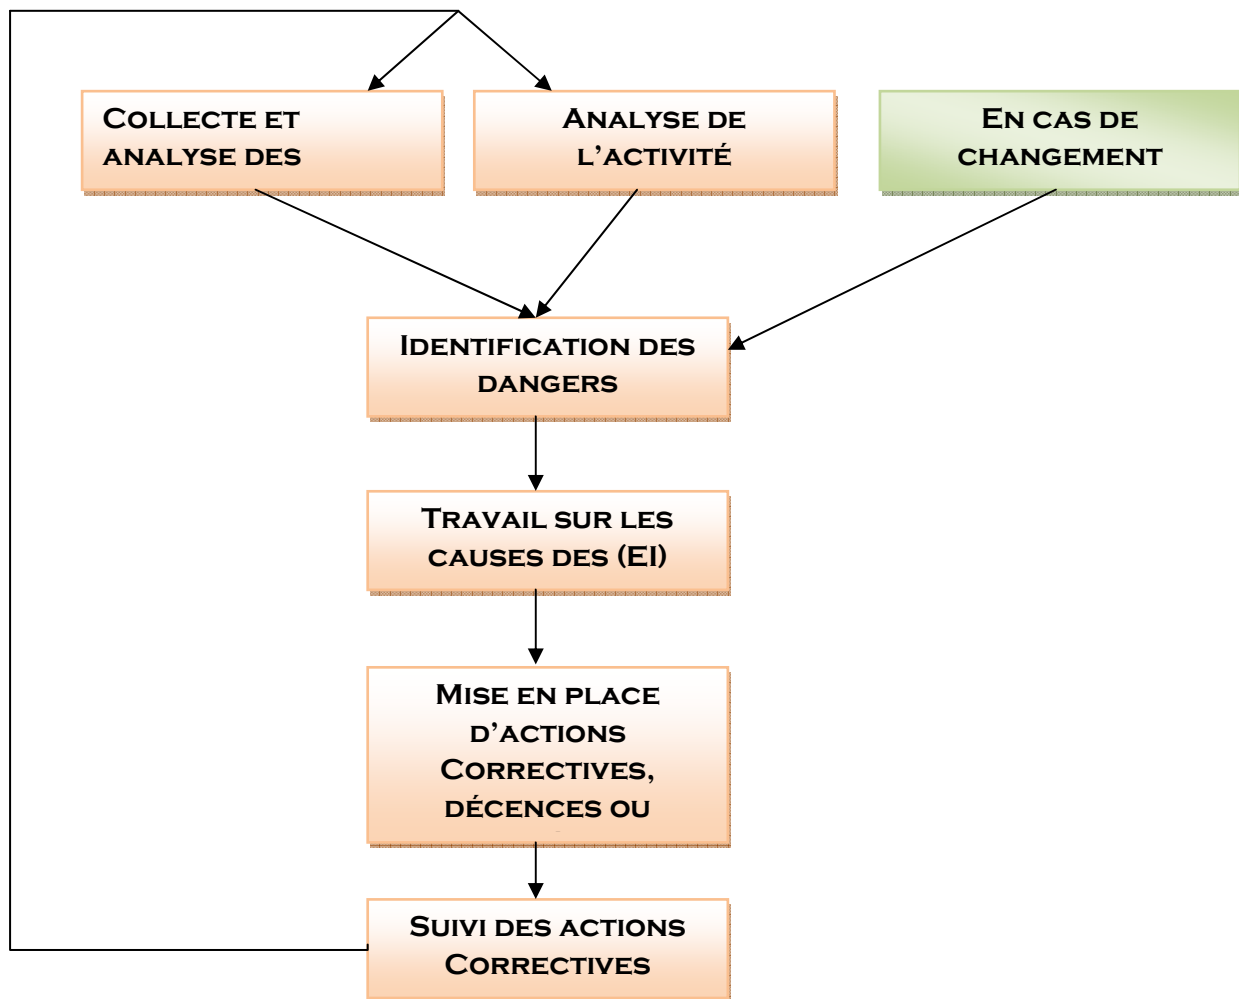 Collecte et
analyse des
Analyse de
l’activité
En cas de
changement
Identification des
dangers
Travail sur les
causes des (EI)
Mise en place
d’actions
Correctives,
décences ou
Suivi des actions
Correctives